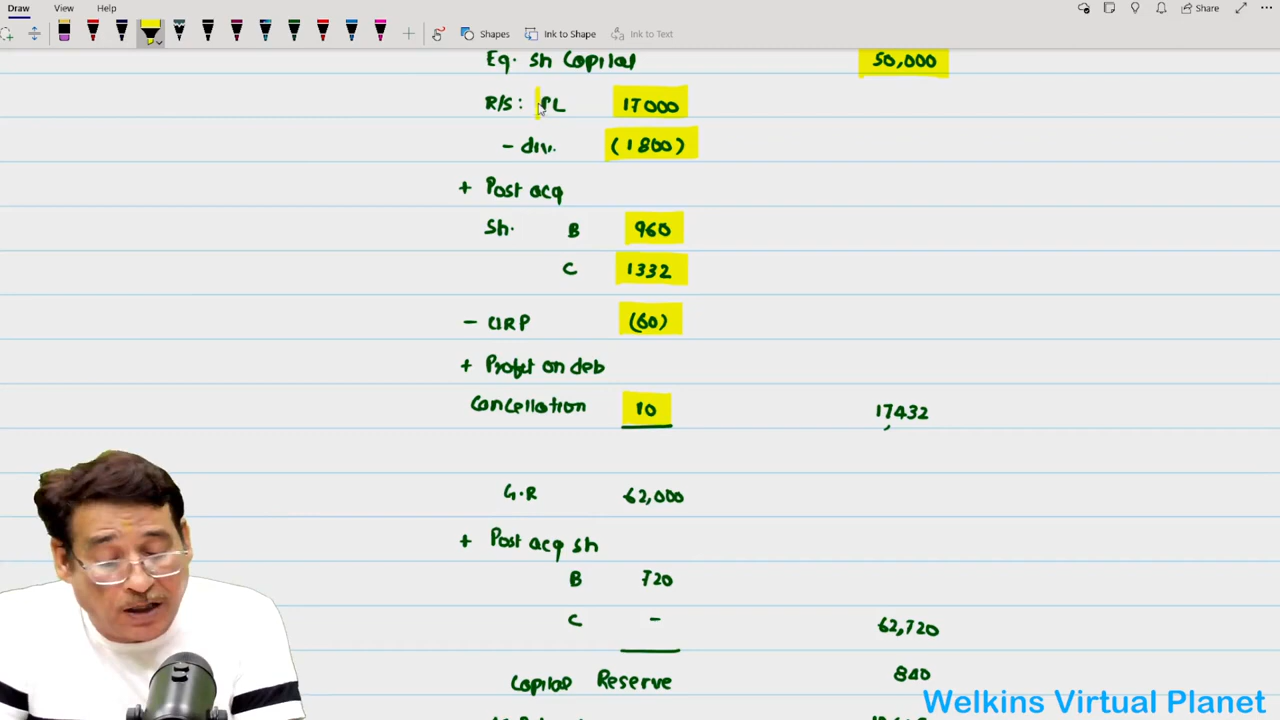 Draw View Help
Shapes Ink to Shape Ink to Text Share
Eq. Sh Capital 50,000
R/S: PL 17000
- div. (1800)
+ Post acq
Sh. B 960
C 1332
- URP (60)
+ Profit on deb
Cancellation 10 17432
G.R 62,000
+ Post acq sh
B 720
C -
62,720
Capital Reserve 840
Welkins Virtual Planet